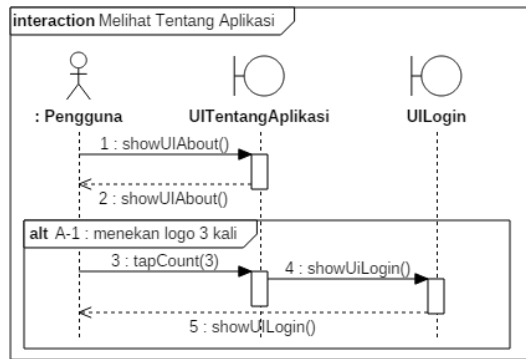 interaction Melihat Tentang Aplikasi
: Pengguna
UITentangAplikasi
UILogin
1 : showUIAbout()
2 : showUIAbout()
alt A-1 : menekan logo 3 kali
3 : tapCount(3)
4 : showUiLogin()
5 : showUILogin()